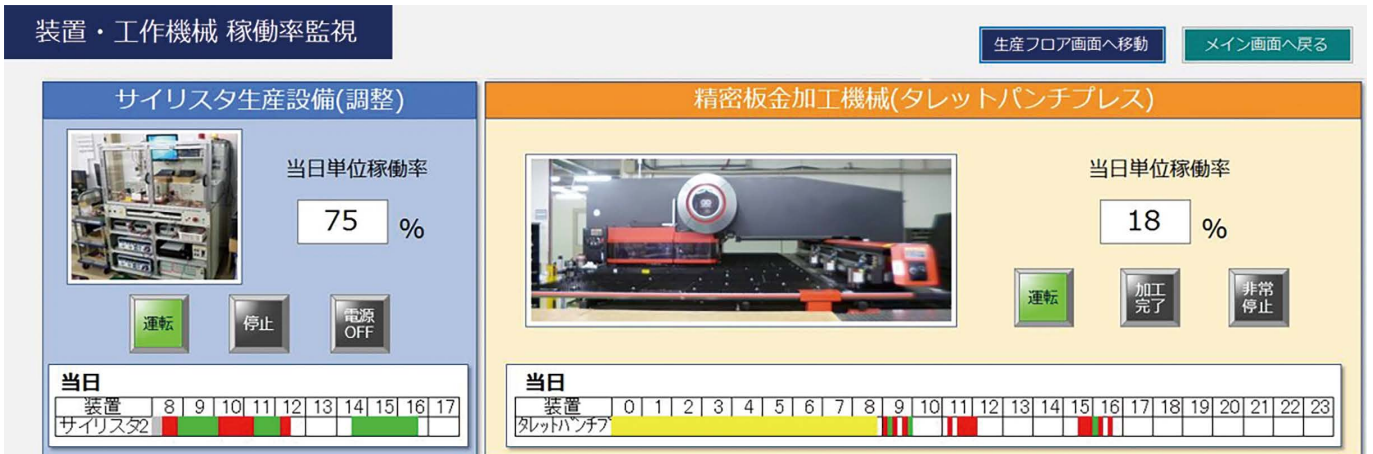 装置・工作機械 稼働率監視
生産フロア画面へ移動
メイン画面へ戻る
サイリスタ生産設備(調整)
当日単位稼働率
75 %
運転
停止
電源
OFF
当日
装置 8 9 10 11 12 13 14 15 16 17
サイリスタ2
精密板金加工機械(タレットパンチプレス)
当日単位稼働率
18 %
運転
加工
完了
非常
停止
当日
装置 0 1 2 3 4 5 6 7 8 9 10 11 12 13 14 15 16 17 18 19 20 21 22 23
タレットパンチプ